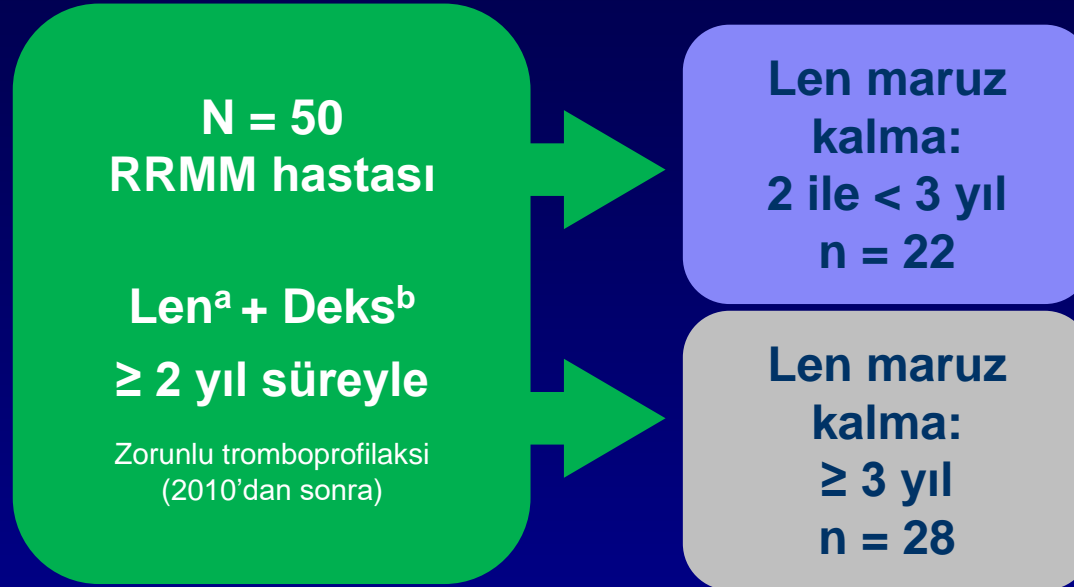 N = 50
RRMM hastası
Lenᵃ + Deksᵇ
≥ 2 yıl süreyle
Zorunlu tromboprofilaksi
(2010’dan sonra)
Len maruz
kalma:
2 ile < 3 yıl
n = 22
Len maruz
kalma:
≥ 3 yıl
n = 28